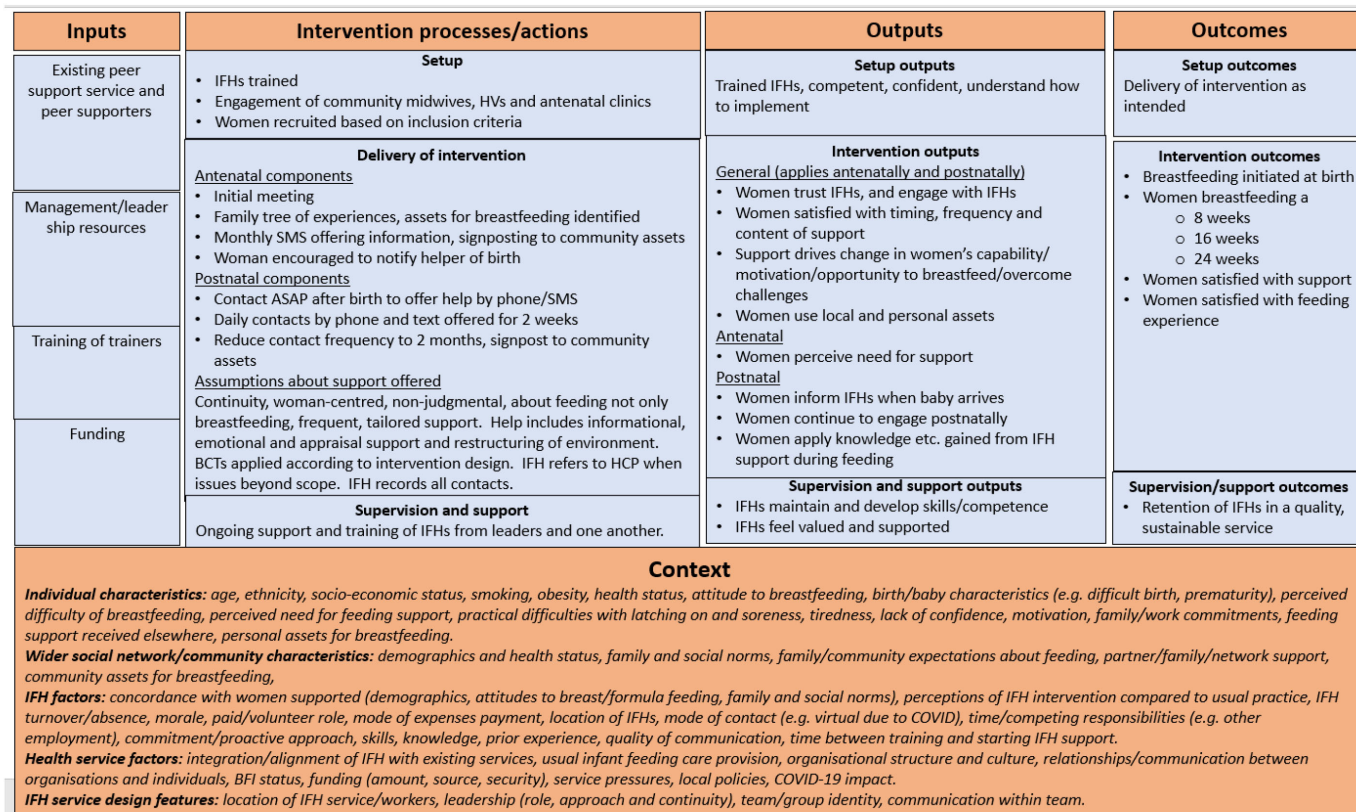 Inputs
Existing peer
support service and
peer supporters
Management/leader
ship resources
Training of trainers
Funding
Intervention processes/actions
Setup
• IFHs trained
• Engagement of community midwives, HVs and antenatal clinics
• Women recruited based on inclusion criteria
Delivery of intervention
Antenatal components
• Initial meeting
• Family tree of experiences, assets for breastfeeding identified
• Monthly SMS offering information, signposting to community assets
• Woman encouraged to notify helper of birth
Postnatal components
• Contact ASAP after birth to offer help by phone/SMS
• Daily contacts by phone and text offered for 2 weeks
• Reduce contact frequency to 2 months, signpost to community
assets
Assumptions about support offered
Continuity, woman-centred, non-judgmental, about feeding not only
breastfeeding, frequent, tailored support. Help includes informational,
emotional and appraisal support and restructuring of environment.
BCTs applied according to intervention design. IFH refers to HCP when
issues beyond scope. IFH records all contacts.
Supervision and support
Ongoing support and training of IFHs from leaders and one another.
Outputs
Setup outputs
Trained IFHs, competent, confident, understand how
to implement
Intervention outputs
General (applies antenatally and postnatally)
• Women trust IFHs, and engage with IFHs
• Women satisfied with timing, frequency and
content of support
• Support drives change in women's capability/
motivation/opportunity to breastfeed/overcome
challenges
• Women use local and personal assets
Antenatal
• Women perceive need for support
Postnatal
• Women inform IFHs when baby arrives
• Women continue to engage postnatally
• Women apply knowledge etc. gained from IFH
support during feeding
Supervision and support outputs
• IFHs maintain and develop skills/competence
• IFHs feel valued and supported
Outcomes
Setup outcomes
Delivery of intervention as
intended
Intervention outcomes
• Breastfeeding initiated at birth
• Women breastfeeding a
o 8 weeks
o 16 weeks
o 24 weeks
• Women satisfied with support
• Women satisfied with feeding
experience
Supervision/support outcomes
• Retention of IFHs in a quality,
sustainable service
Context
Individual characteristics: age, ethnicity, socio-economic status, smoking, obesity, health status, attitude to breastfeeding, birth/baby characteristics (e.g. difficult birth, prematurity), perceived
difficulty of breastfeeding, perceived need for feeding support, practical difficulties with latching on and soreness, tiredness, lack of confidence, motivation, family/work commitments, feeding
support received elsewhere, personal assets for breastfeeding.
Wider social network/community characteristics: demographics and health status, family and social norms, family/community expectations about feeding, partner/family/network support,
community assets for breastfeeding,
IFH factors: concordance with women supported (demographics, attitudes to breast/formula feeding, family and social norms), perceptions of IFH intervention compared to usual practice, IFH
turnover/absence, morale, paid/volunteer role, mode of expenses payment, location of IFHs, mode of contact (e.g. virtual due to COVID), time/competing responsibilities (e.g. other
employment), commitment/proactive approach, skills, knowledge, prior experience, quality of communication, time between training and starting IFH support.
Health service factors: integration/alignment of IFH with existing services, usual infant feeding care provision, organisational structure and culture, relationships/communication between
organisations and individuals, BFI status, funding (amount, source, security), service pressures, local policies, COVID-19 impact.
IFH service design features: location of IFH service/workers, leadership (role, approach and continuity), team/group identity, communication within team.